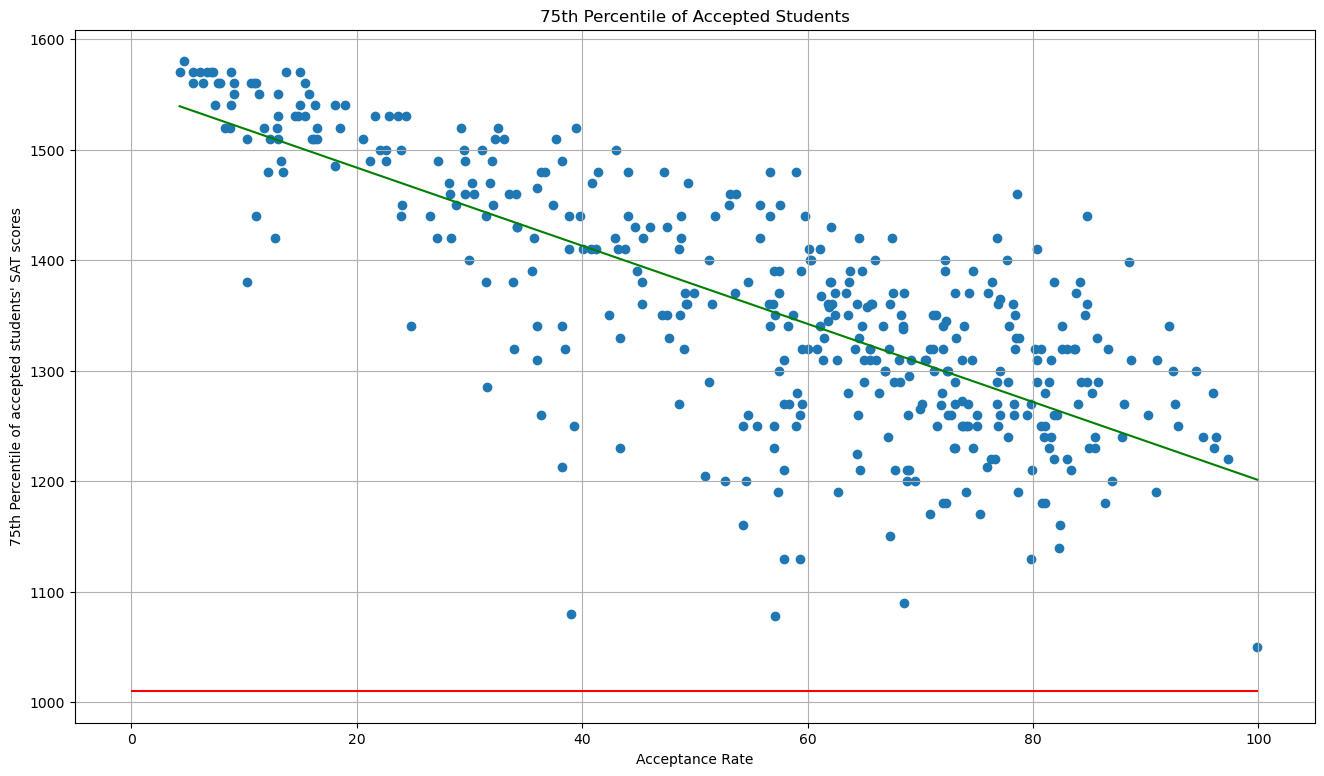 75th Percentile of Accepted Students
75th Percentile of accepted students' SAT scores
1600
1500
1400
1300
1200
1100
1000
0 20 40 60 80 100
Acceptance Rate